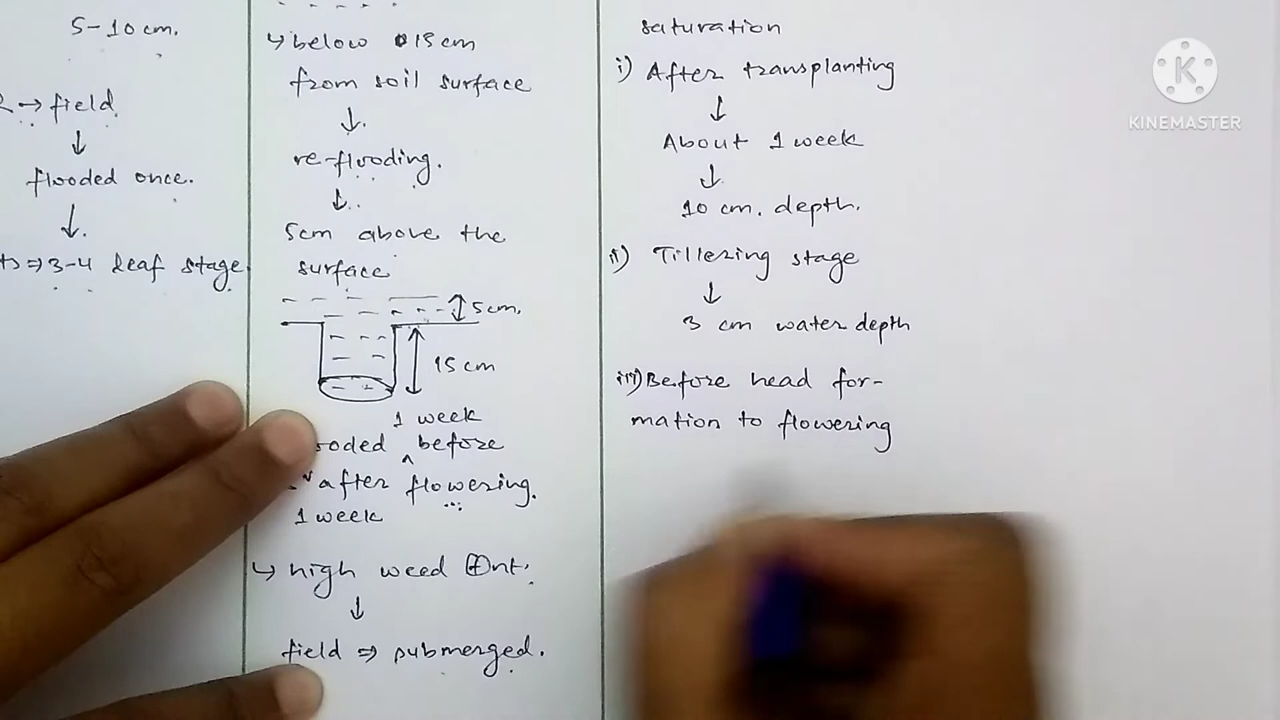 5-10 cm.
→ field
↓
flooded once.
↓
⇒ 3-4 leaf stage.
↳ below 15 cm
from soil surface
↓
re-flooding.
↓
5cm above the
surface
5cm.
15 cm
1 week
before
after flowering.
1 week
↳ high weed
↓
field ⇒ submerged.
saturation
i) After transplanting
↓
About 1 week
↓
10 cm. depth.
ii) Tillering stage
↓
3 cm water depth
iii) Before head for-
mation to flowering
KINEMASTER